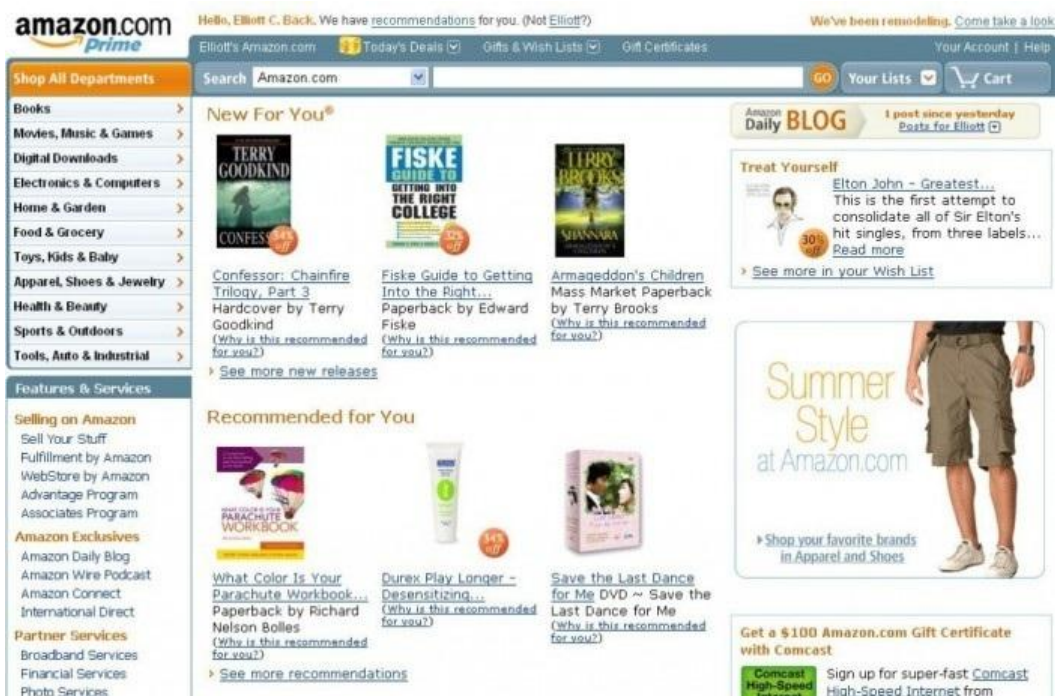 amazon.com
Prime
Hello, Elliott C. Back. We have recommendations for you. (Not Elliott?)
We've been remodeling. Come take a look
Elliott's Amazon.com
Today's Deals
Gifts & Wish Lists
Gift Certificates
Your Account | Help
Shop All Departments
Search Amazon.com
GO
Your Lists
Cart
Books
Movies, Music & Games
Digital Downloads
Electronics & Computers
Home & Garden
Food & Grocery
Toys, Kids & Baby
Apparel, Shoes & Jewelry
Health & Beauty
Sports & Outdoors
Tools, Auto & Industrial
Features & Services
Selling on Amazon
Sell Your Stuff
Fulfillment by Amazon
WebStore by Amazon
Advantage Program
Associates Program
Amazon Exclusives
Amazon Daily Blog
Amazon Wire Podcast
Amazon Connect
International Direct
Partner Services
Broadband Services
Financial Services
Photo Services
New For You®
TERRY
GOODKIND
CONFES
34%
off
FISKE
GUIDE TO
GETTING INTO
THE RIGHT
COLLEGE
32%
off
TERRY
BROOKS
SHANNARA
Confessor: Chainfire
Trilogy, Part 3
Hardcover by Terry
Goodkind
(Why is this recommended
for you?)
Fiske Guide to Getting
Into the Right...
Paperback by Edward
Fiske
(Why is this recommended
for you?)
Armageddon's Children
Mass Market Paperback
by Terry Brooks
(Why is this recommended
for you?)
See more new releases
Recommended for You
WHAT COLOR IS YOUR
PARACHUTE
WORKBOOK
34%
off
What Color Is Your
Parachute Workbook...
Paperback by Richard
Nelson Bolles
(Why is this recommended
for you?)
Durex Play Longer -
Desensitizing...
(Why is this recommended
for you?)
Save the Last Dance
for Me DVD ~ Save the
Last Dance for Me
(Why is this recommended
for you?)
See more recommendations
Amazon
Daily BLOG
1 post since yesterday
Posts for Elliott
Treat Yourself
30%
off
Elton John - Greatest...
This is the first attempt to
consolidate all of Sir Elton's
hit singles, from three labels...
Read more
See more in your Wish List
Summer
Style
at Amazon.com
Shop your favorite brands
in Apparel and Shoes
Get a $100 Amazon.com Gift Certificate
with Comcast
Comcast
High-Speed
Internet
Sign up for super-fast Comcast
High-Speed Internet from